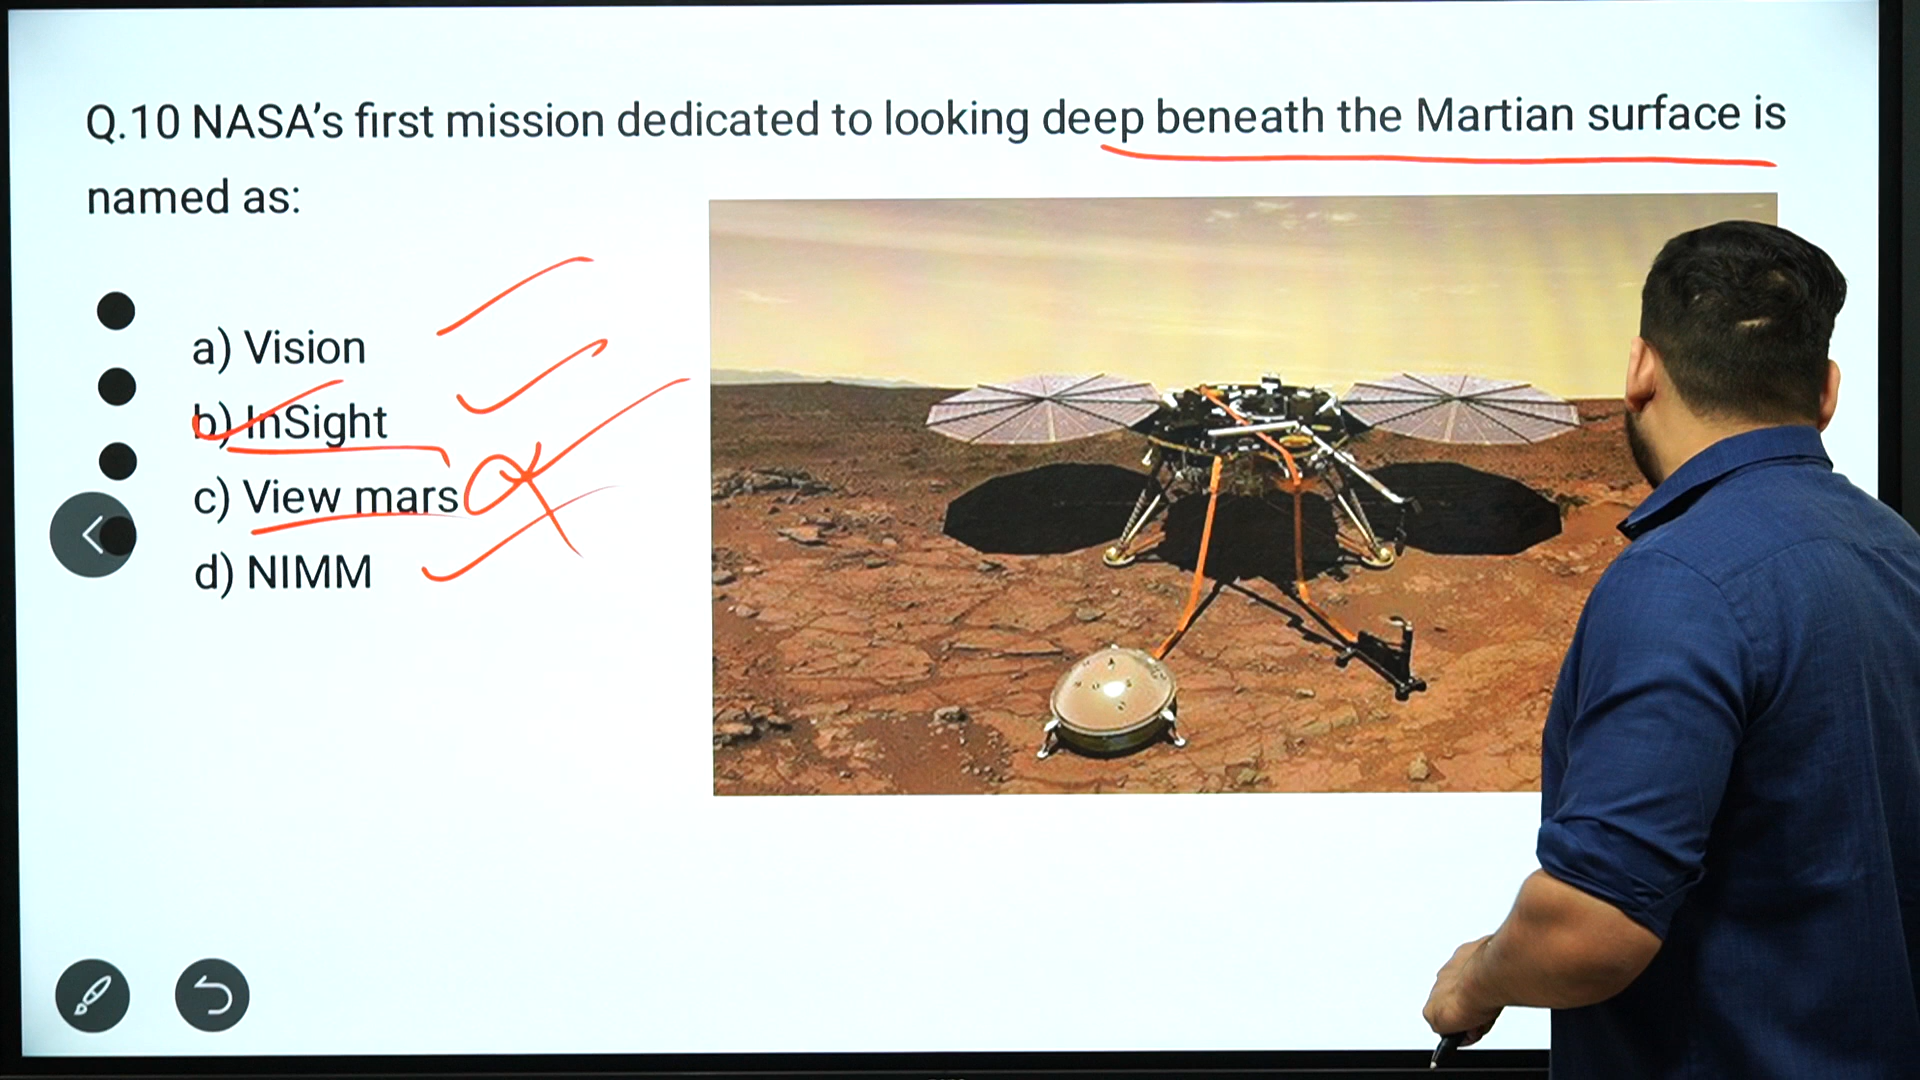 Q.10 NASA’s first mission dedicated to looking deep beneath the Martian surface is
named as:
a) Vision
b) InSight
c) View mars
d) NIMM